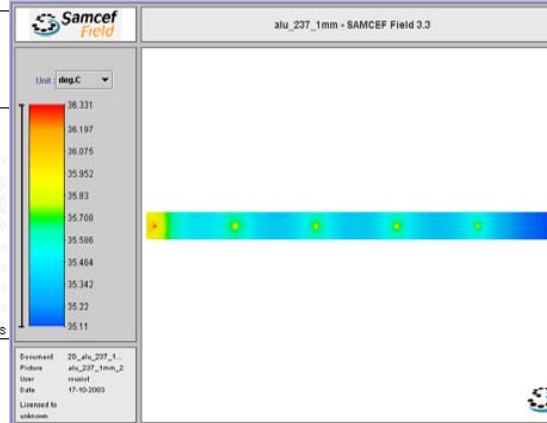 Samcef
Field
alu_237_1mm - SAMCEF Field 3.3
Unit : deg.C
36.331
36.197
36.075
35.952
35.83
35.708
35.586
35.464
35.342
35.22
35.11
s
Document 2D_alu_237_1...
Picture alu_237_1mm_2
User
Date 17-10-2003
Licensed to
unknown